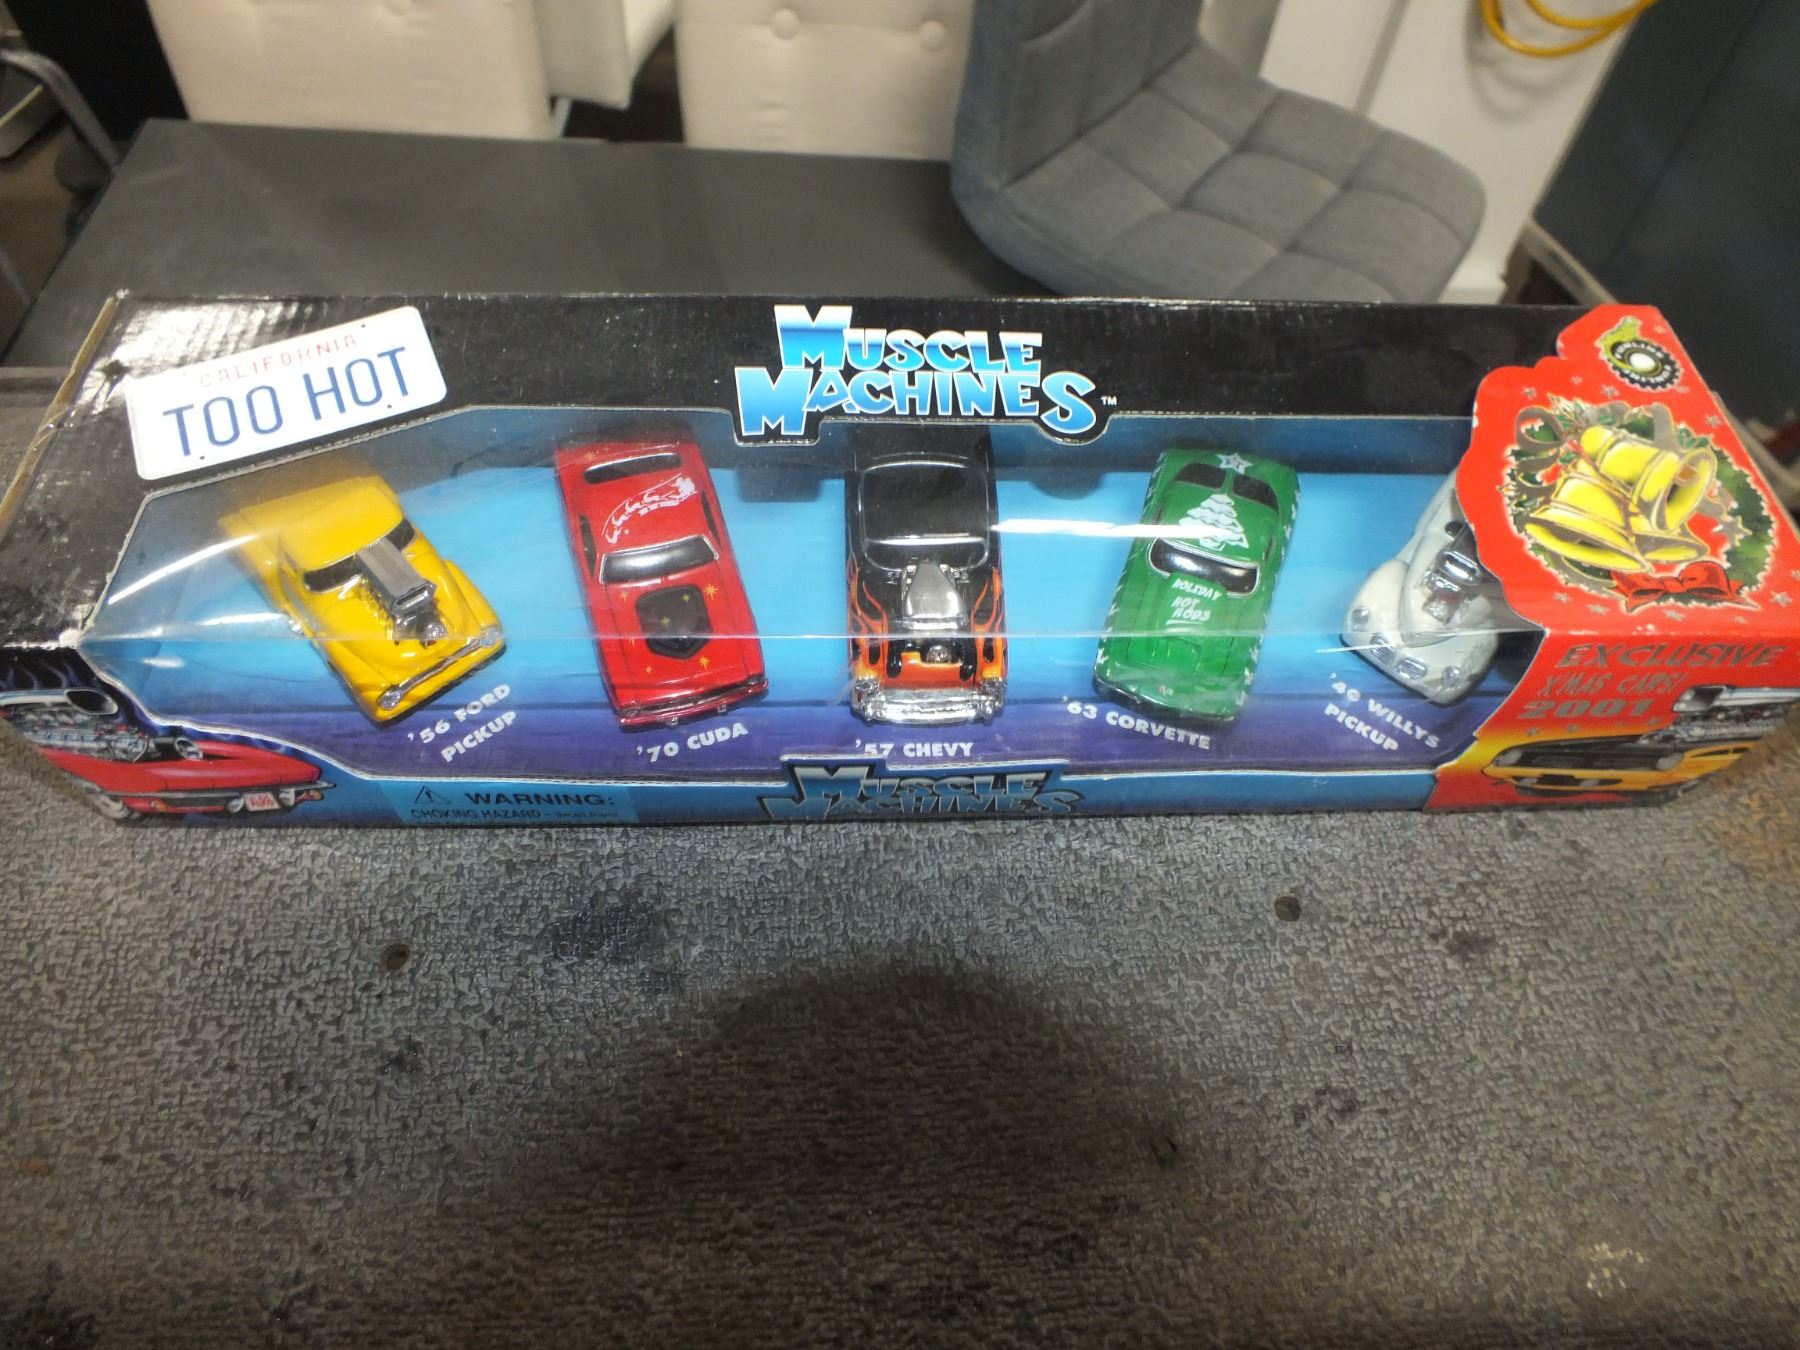 CALIFORNIA
TOO HOT
MUSCLE
MACHINES™
HOLIDAY
HOT
RODS
'56 FORD
PICKUP
'70 CUDA
'57 CHEVY
'63 CORVETTE
'40 WILLYS
PICKUP
EXCLUSIVE
X'MAS CARS!
2001
WARNING:
CHOKING HAZARD - Small Parts
MUSCLE
MACHINES